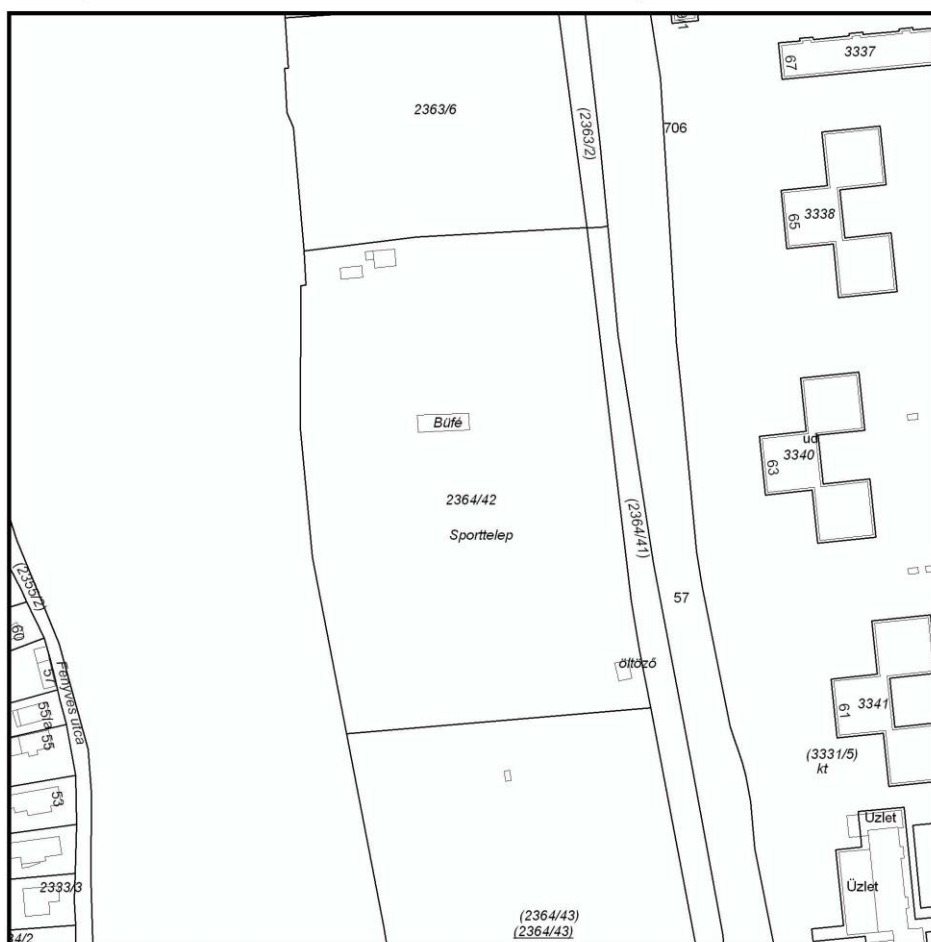 1
3337
67
2363/6
(2363/2)
706
65
3338
Büfé
üd
3340
63
2364/42
Sporttelep
(2364/41)
(2355/2)
57
60
57
Fenyves utca
öltöző
55/a
55
61
3341
(3331/5)
kt
53
Üzlet
2333/3
Üzlet
(2364/43)
(2364/43)